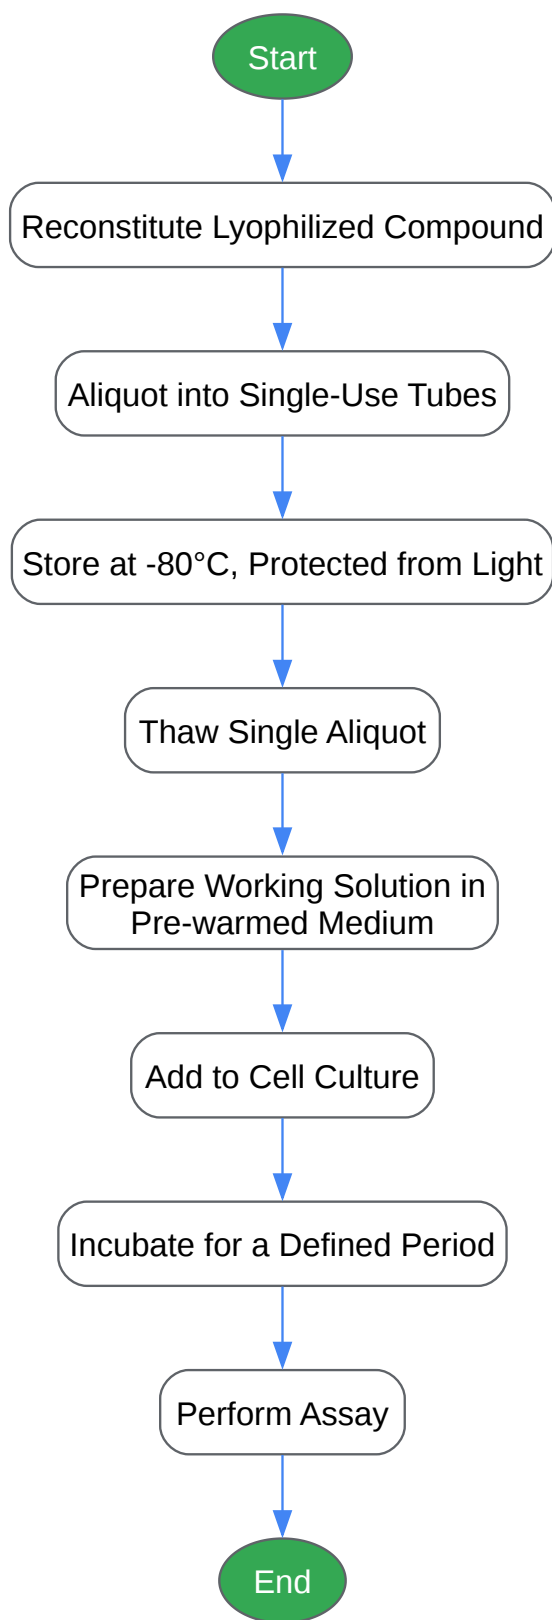 Start
Reconstitute Lyophilized Compound
Aliquot into Single-Use Tubes
Store at -80°C, Protected from Light
Thaw Single Aliquot
Prepare Working Solution in
Pre-warmed Medium
Add to Cell Culture
Incubate for a Defined Period
Perform Assay
End